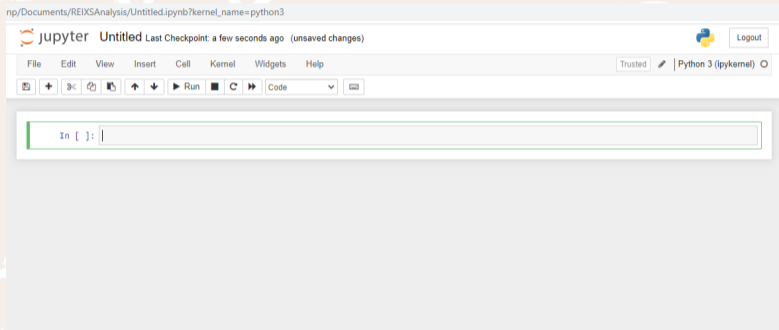 np/Documents/REIXSAnalysis/Untitled.ipynb?kernel_name=python3
jupyter Untitled Last Checkpoint: a few seconds ago (unsaved changes) Logout
File Edit View Insert Cell Kernel Widgets Help Trusted Python 3 (ipykernel)
Run Code
In [ ]: